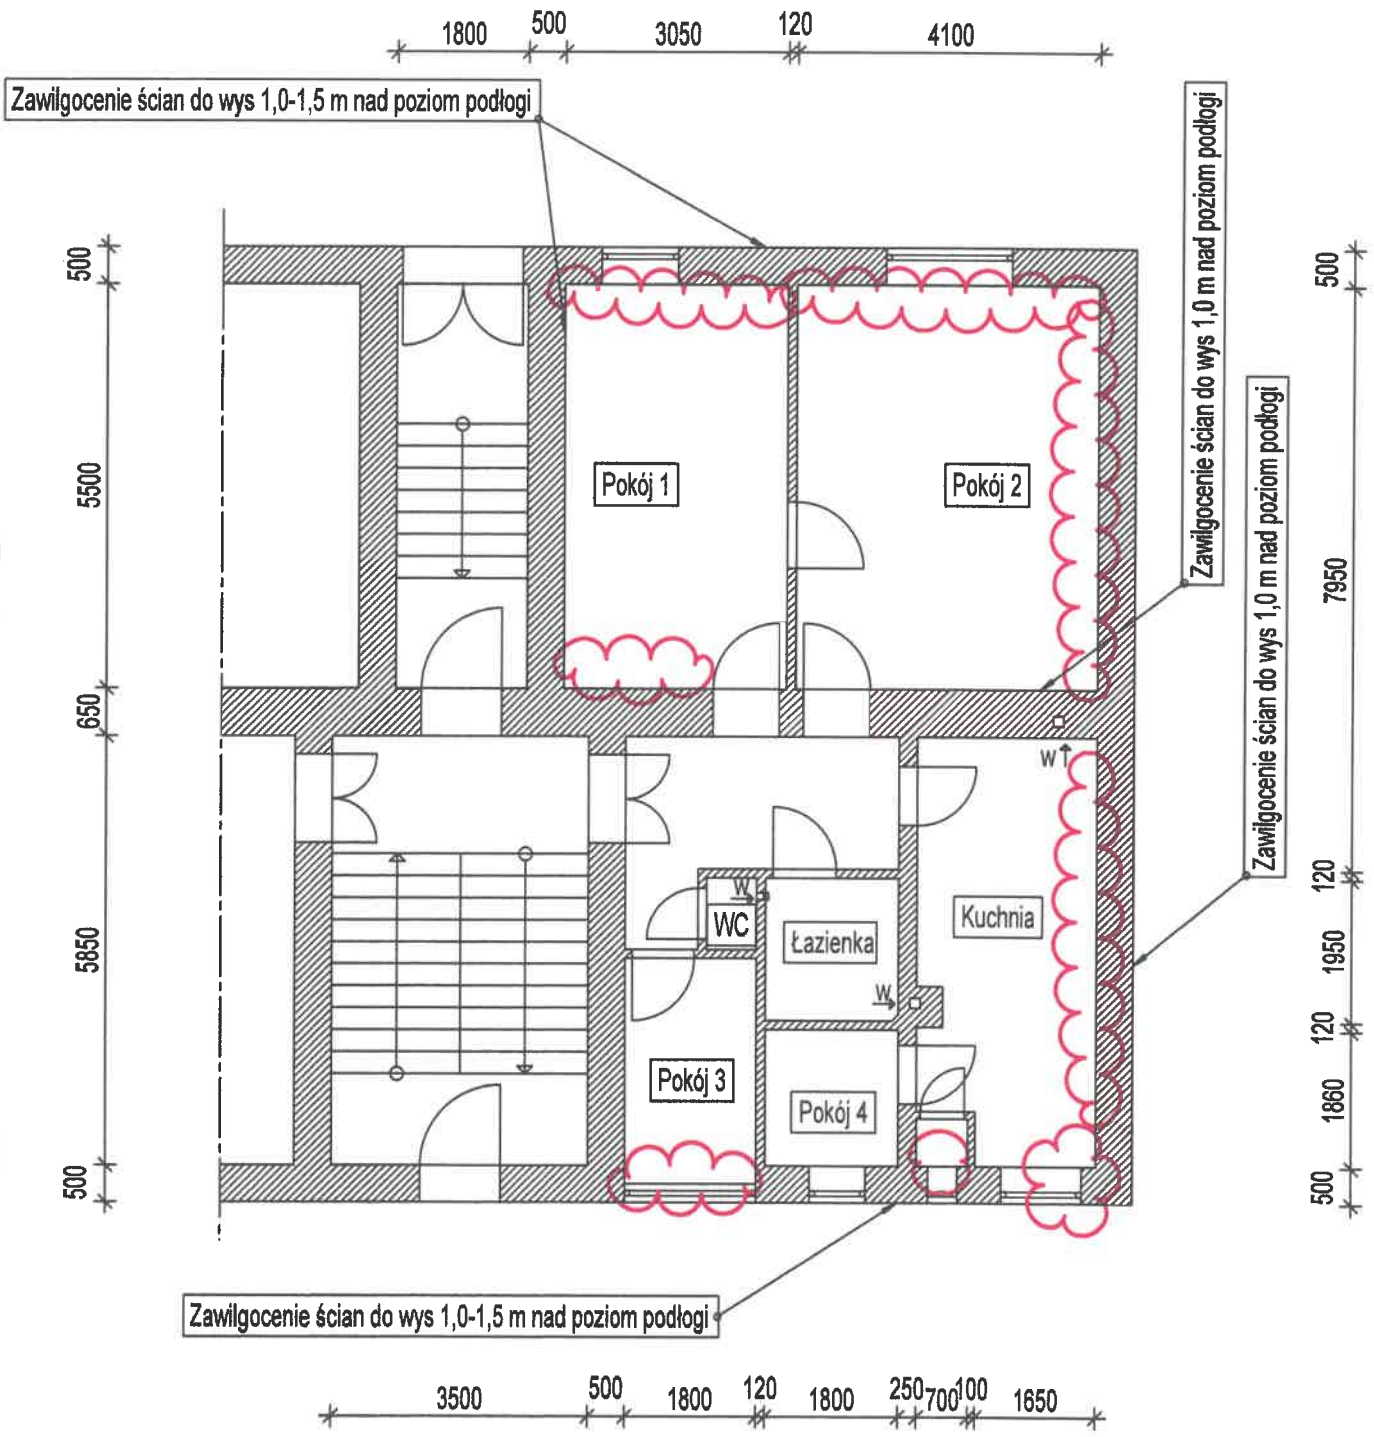 1800
500
3050
120
4100
Zawilgocenie ścian do wys 1,0-1,5 m nad poziom podłogi
Zawilgocenie ścian do wys 1,0 m nad poziom podłogi
Zawilgocenie ścian do wys 1,0 m nad poziom podłogi
500
5500
650
5850
500
Pokój 1
Pokój 2
W
W
WC
Łazienka
Kuchnia
W
Pokój 3
Pokój 4
500
7950
120
1950
120
1860
500
Zawilgocenie ścian do wys 1,0-1,5 m nad poziom podłogi
3500
500
1800
120
1800
250
700
100
1650